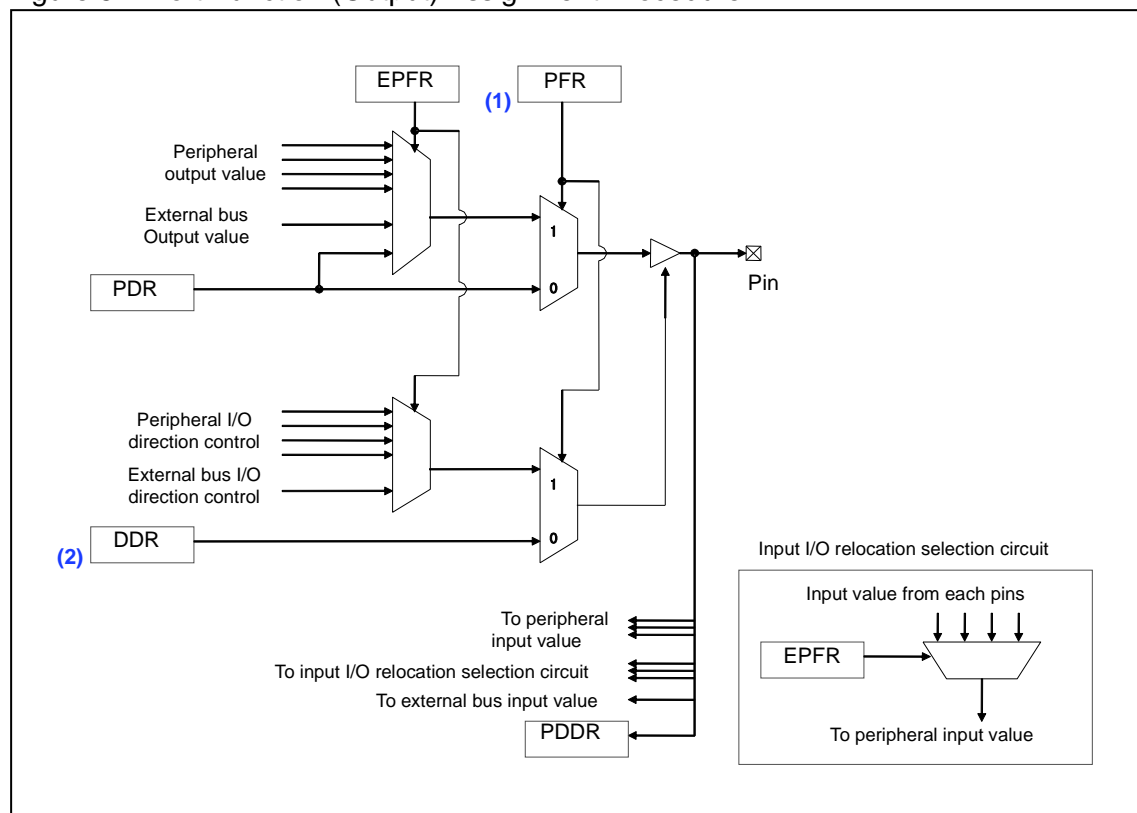 EPFR
PFR
(1)
Peripheral
output value
External bus
Output value
PDR
1
0
Pin
Peripheral I/O
direction control
External bus I/O
direction control
(2)
DDR
1
0
Input I/O relocation selection circuit
Input value from each pins
EPFR
To peripheral input value
To peripheral
input value
To input I/O relocation selection circuit
To external bus input value
PDDR